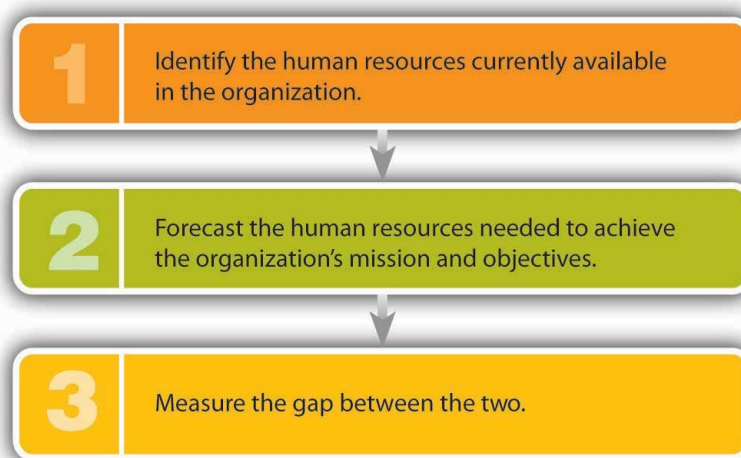 1
Identify the human resources currently available
in the organization.
2
Forecast the human resources needed to achieve
the organization’s mission and objectives.
3
Measure the gap between the two.